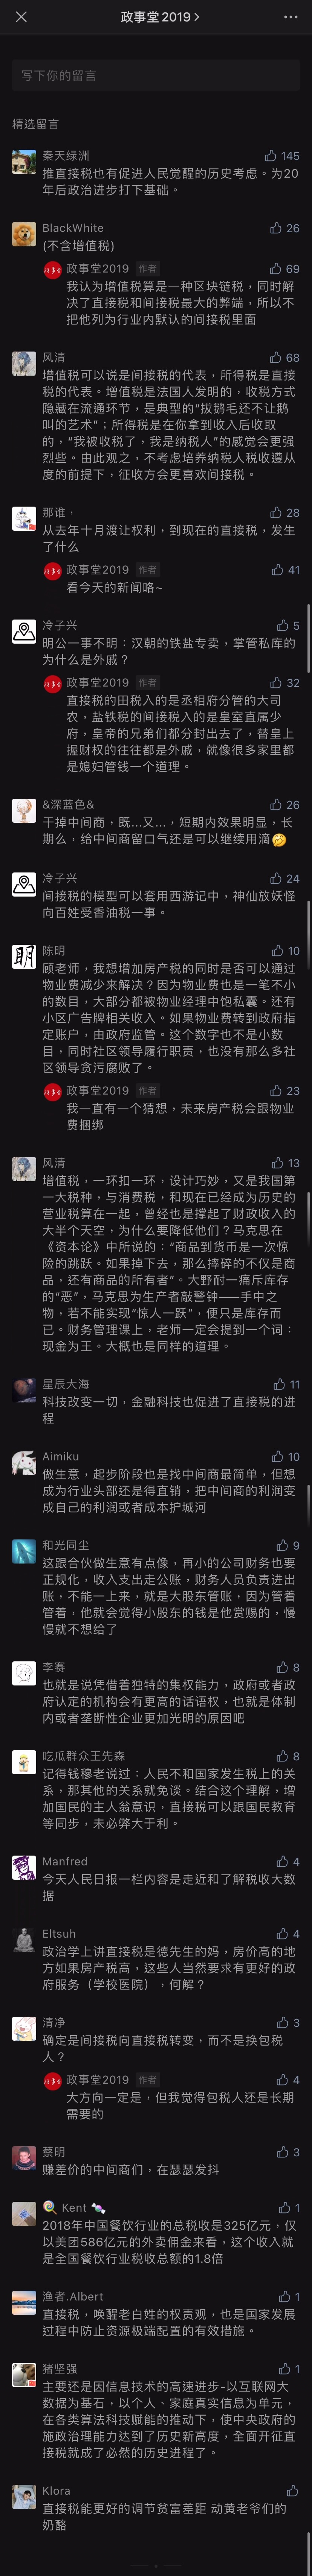 政事堂2019
写下你的留言
精选留言
秦天绿洲
145
推直接税也有促进人民觉醒的历史考虑。为20
年后政治进步打下基础。
BlackWhite
26
(不含增值税)
政事堂2019 作者
69
我认为增值税算是一种区块链税，同时解
决了直接税和间接税最大的弊端，所以不
把他列为行业内默认的间接税里面
风清
68
增值税可以说是间接税的代表，所得税是直接
税的代表。增值税是法国人发明的，收税方式
隐藏在流通环节，是典型的“拔鹅毛还不让鹅
叫的艺术”；所得税是在你拿到收入后收取
的，“我被收税了，我是纳税人”的感觉会更强
烈些。由此观之，不考虑培养纳税人税收遵从
度的前提下，征收方会更喜欢间接税。
那谁，
28
从去年十月渡让权利，到现在的直接税，发生
了什么
政事堂2019 作者
41
看今天的新闻咯~
冷子兴
5
明公一事不明：汉朝的铁盐专卖，掌管私库的
为什么是外戚？
政事堂2019 作者
32
直接税的田税入的是丞相府分管的大司
农，盐铁税的间接税入的是皇室直属少
府，皇帝的兄弟们都分封出去了，替皇上
握财权的往往都是外戚，就像很多家里都
是媳妇管钱一个道理。
&深蓝色&
26
干掉中间商，既...又...，短期内效果明显，长
期么，给中间商留口气还是可以继续用滴🤣
冷子兴
24
间接税的模型可以套用西游记中，神仙放妖怪
向百姓受香油税一事。
陈明
10
顾老师，我想增加房产税的同时是否可以通过
物业费减少来解决？因为物业费也是一笔不小
的数目，大部分都被物业经理中饱私囊。还有
小区广告牌相关收入。如果物业费转到政府指
定账户，由政府监管。这个数字也不是小数
目，同时社区领导履行职责，也没有那么多社
区领导贪污腐败了。
政事堂2019 作者
23
我一直有一个猜想，未来房产税会跟物业
费捆绑
风清
13
增值税，一环扣一环，设计巧妙，又是我国第
一大税种，与消费税，和现在已经成为历史的
营业税算在一起，曾经也是撑起了财政收入的
大半个天空，为什么要降低他们？马克思在
《资本论》中所说的：“商品到货币是一次惊
险的跳跃。如果掉下去，那么摔碎的不仅是商
品，还有商品的所有者”。大野耐一痛斥库存
的“恶”，马克思为生产者敲警钟——手中之
物，若不能实现“惊人一跃”，便只是库存而
已。财务管理课上，老师一定会提到一个词：
现金为王。大概也是同样的道理。
星辰大海
11
科技改变一切，金融科技也促进了直接税的进
程
Aimiku
10
做生意，起步阶段也是找中间商最简单，但想
成为行业头部还是得直销，把中间商的利润变
成自己的利润或者成本护城河
和光同尘
9
这跟合伙做生意有点像，再小的公司财务也要
正规化，收入支出走公账，财务人员负责进出
账，不能一上来，就是大股东管账，因为管着
管着，他就会觉得小股东的钱是他赏赐的，慢
慢就不想给了
李赛
8
也就是说凭借着独特的集权能力，政府或者政
府认定的机构会有更高的话语权，也就是体制
内或者垄断性企业更加光明的原因吧
吃瓜群众王先森
8
记得钱穆老说过：人民不和国家发生税上的关
系，那其他的关系就免谈。结合这个理解，增
加国民的主人翁意识，直接税可以跟国民教育
等同步，未必弊大于利。
Manfred
4
今天人民日报一栏内容是走近和了解税收大数
据
Eltsuh
4
政治学上讲直接税是德先生的妈，房价高的地
方如果房产税高，这些人当然要求有更好的政
府服务（学校医院），何解？
清净
3
确定是间接税向直接税转变，而不是换包税
人？
政事堂2019 作者
4
大方向一定是，但我觉得包税人还是长期
需要的
蔡明
3
赚差价的中间商们，在瑟瑟发抖
🍭 Kent 🍬
1
2018年中国餐饮行业的总税收是325亿元，仅
以美团586亿元的外卖佣金来看，这个收入就
是全国餐饮行业税收总额的1.8倍
渔者.Albert
1
直接税，唤醒老白姓的权责观，也是国家发展
过程中防止资源极端配置的有效措施。
猪坚强
1
主要还是因信息技术的高速进步-以互联网大
数据为基石，以个人、家庭真实信息为单元，
在各类算法科技赋能的推动下，使中央政府的
施政治理能力达到了历史新高度，全面开征直
接税就成了必然的历史进程了。
Klora
直接税能更好的调节贫富差距 动黄老爷们的
奶酪